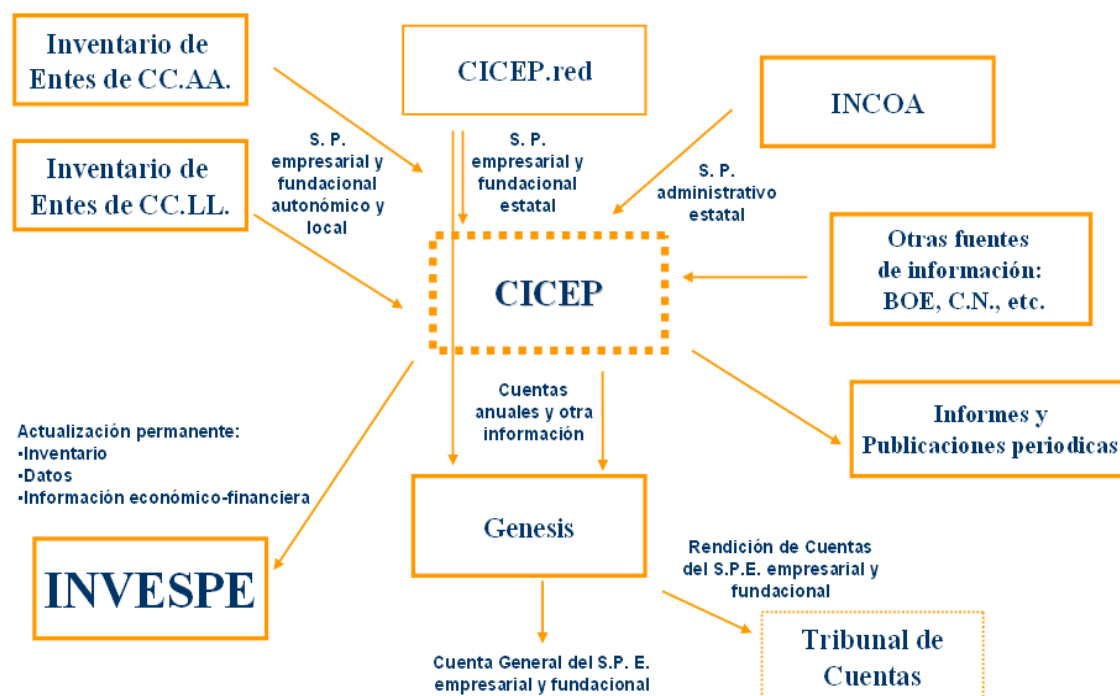 Inventario de
Entes de CC.AA.
CICEP.red
INCOA
Inventario de
Entes de CC.LL.
S. P.
empresarial y
fundacional
autonómico y
local
S. P.
empresarial y
fundacional
estatal
S. P.
administrativo
estatal
Otras fuentes
de información:
BOE, C.N., etc.
CICEP
Cuentas
anuales y otra
información
Informes y
Publicaciones periodicas
Actualización permanente:
▪Inventario
▪Datos
▪Información económico-financiera
INVESPE
Genesis
Rendición de Cuentas
del S.P.E. empresarial y
fundacional
Tribunal de
Cuentas
Cuenta General del S.P. E.
empresarial y fundacional